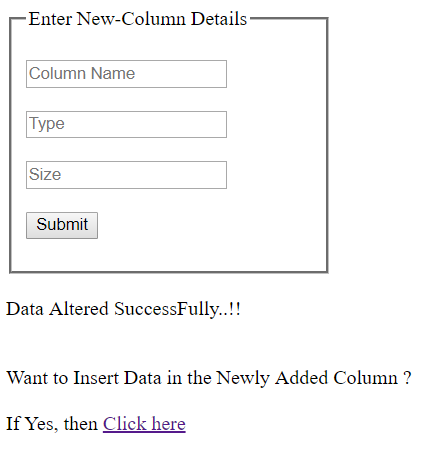 Enter New-Column Details
Column Name
Type
Size
Submit
Data Altered SuccessFully..!!
Want to Insert Data in the Newly Added Column ?
If Yes, then Click here